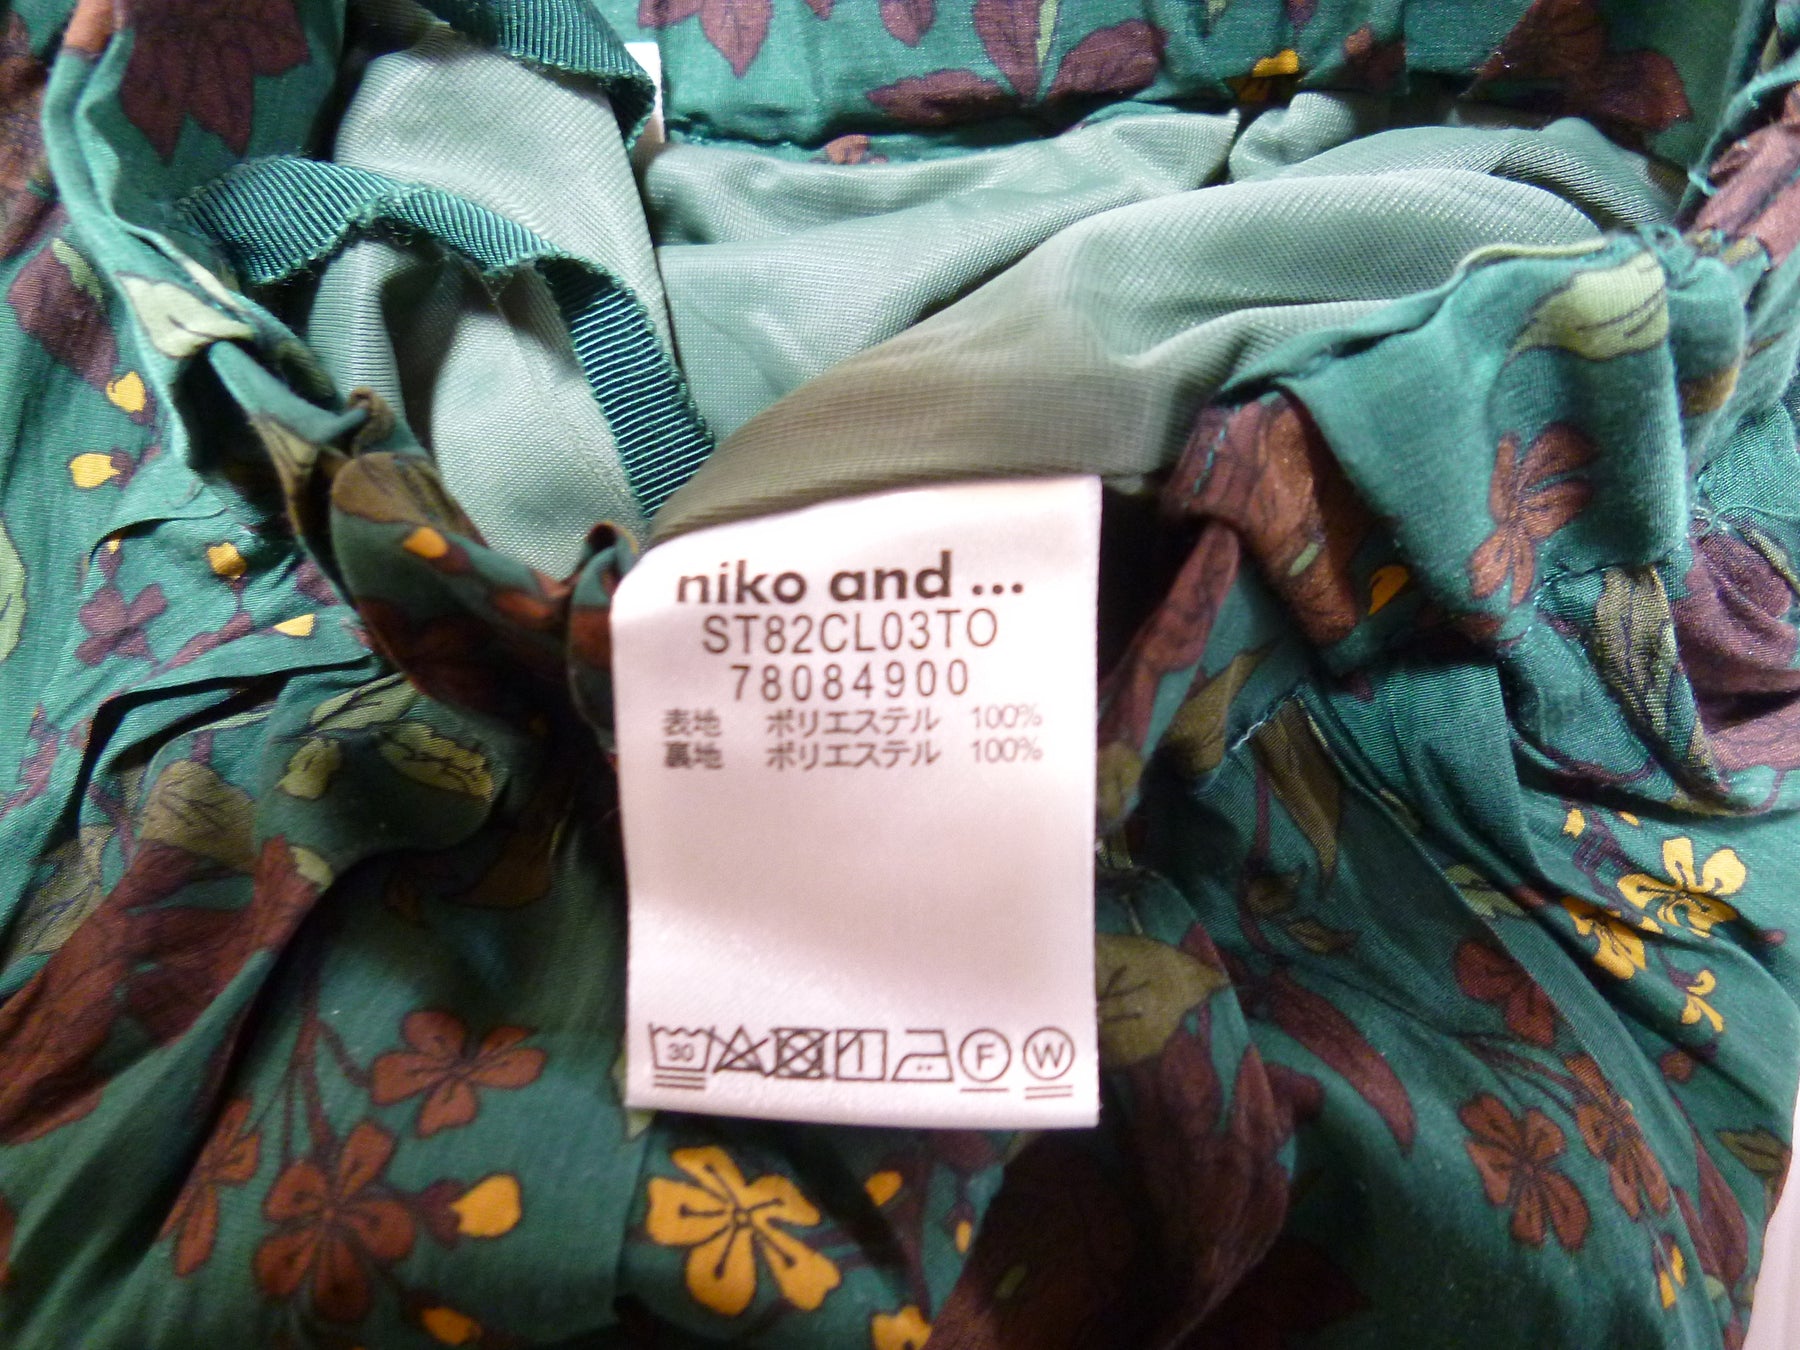 niko and ...
ST82CL03TO
78084900
表地 ポリエステル 100%
裏地 ポリエステル 100%
30 F W